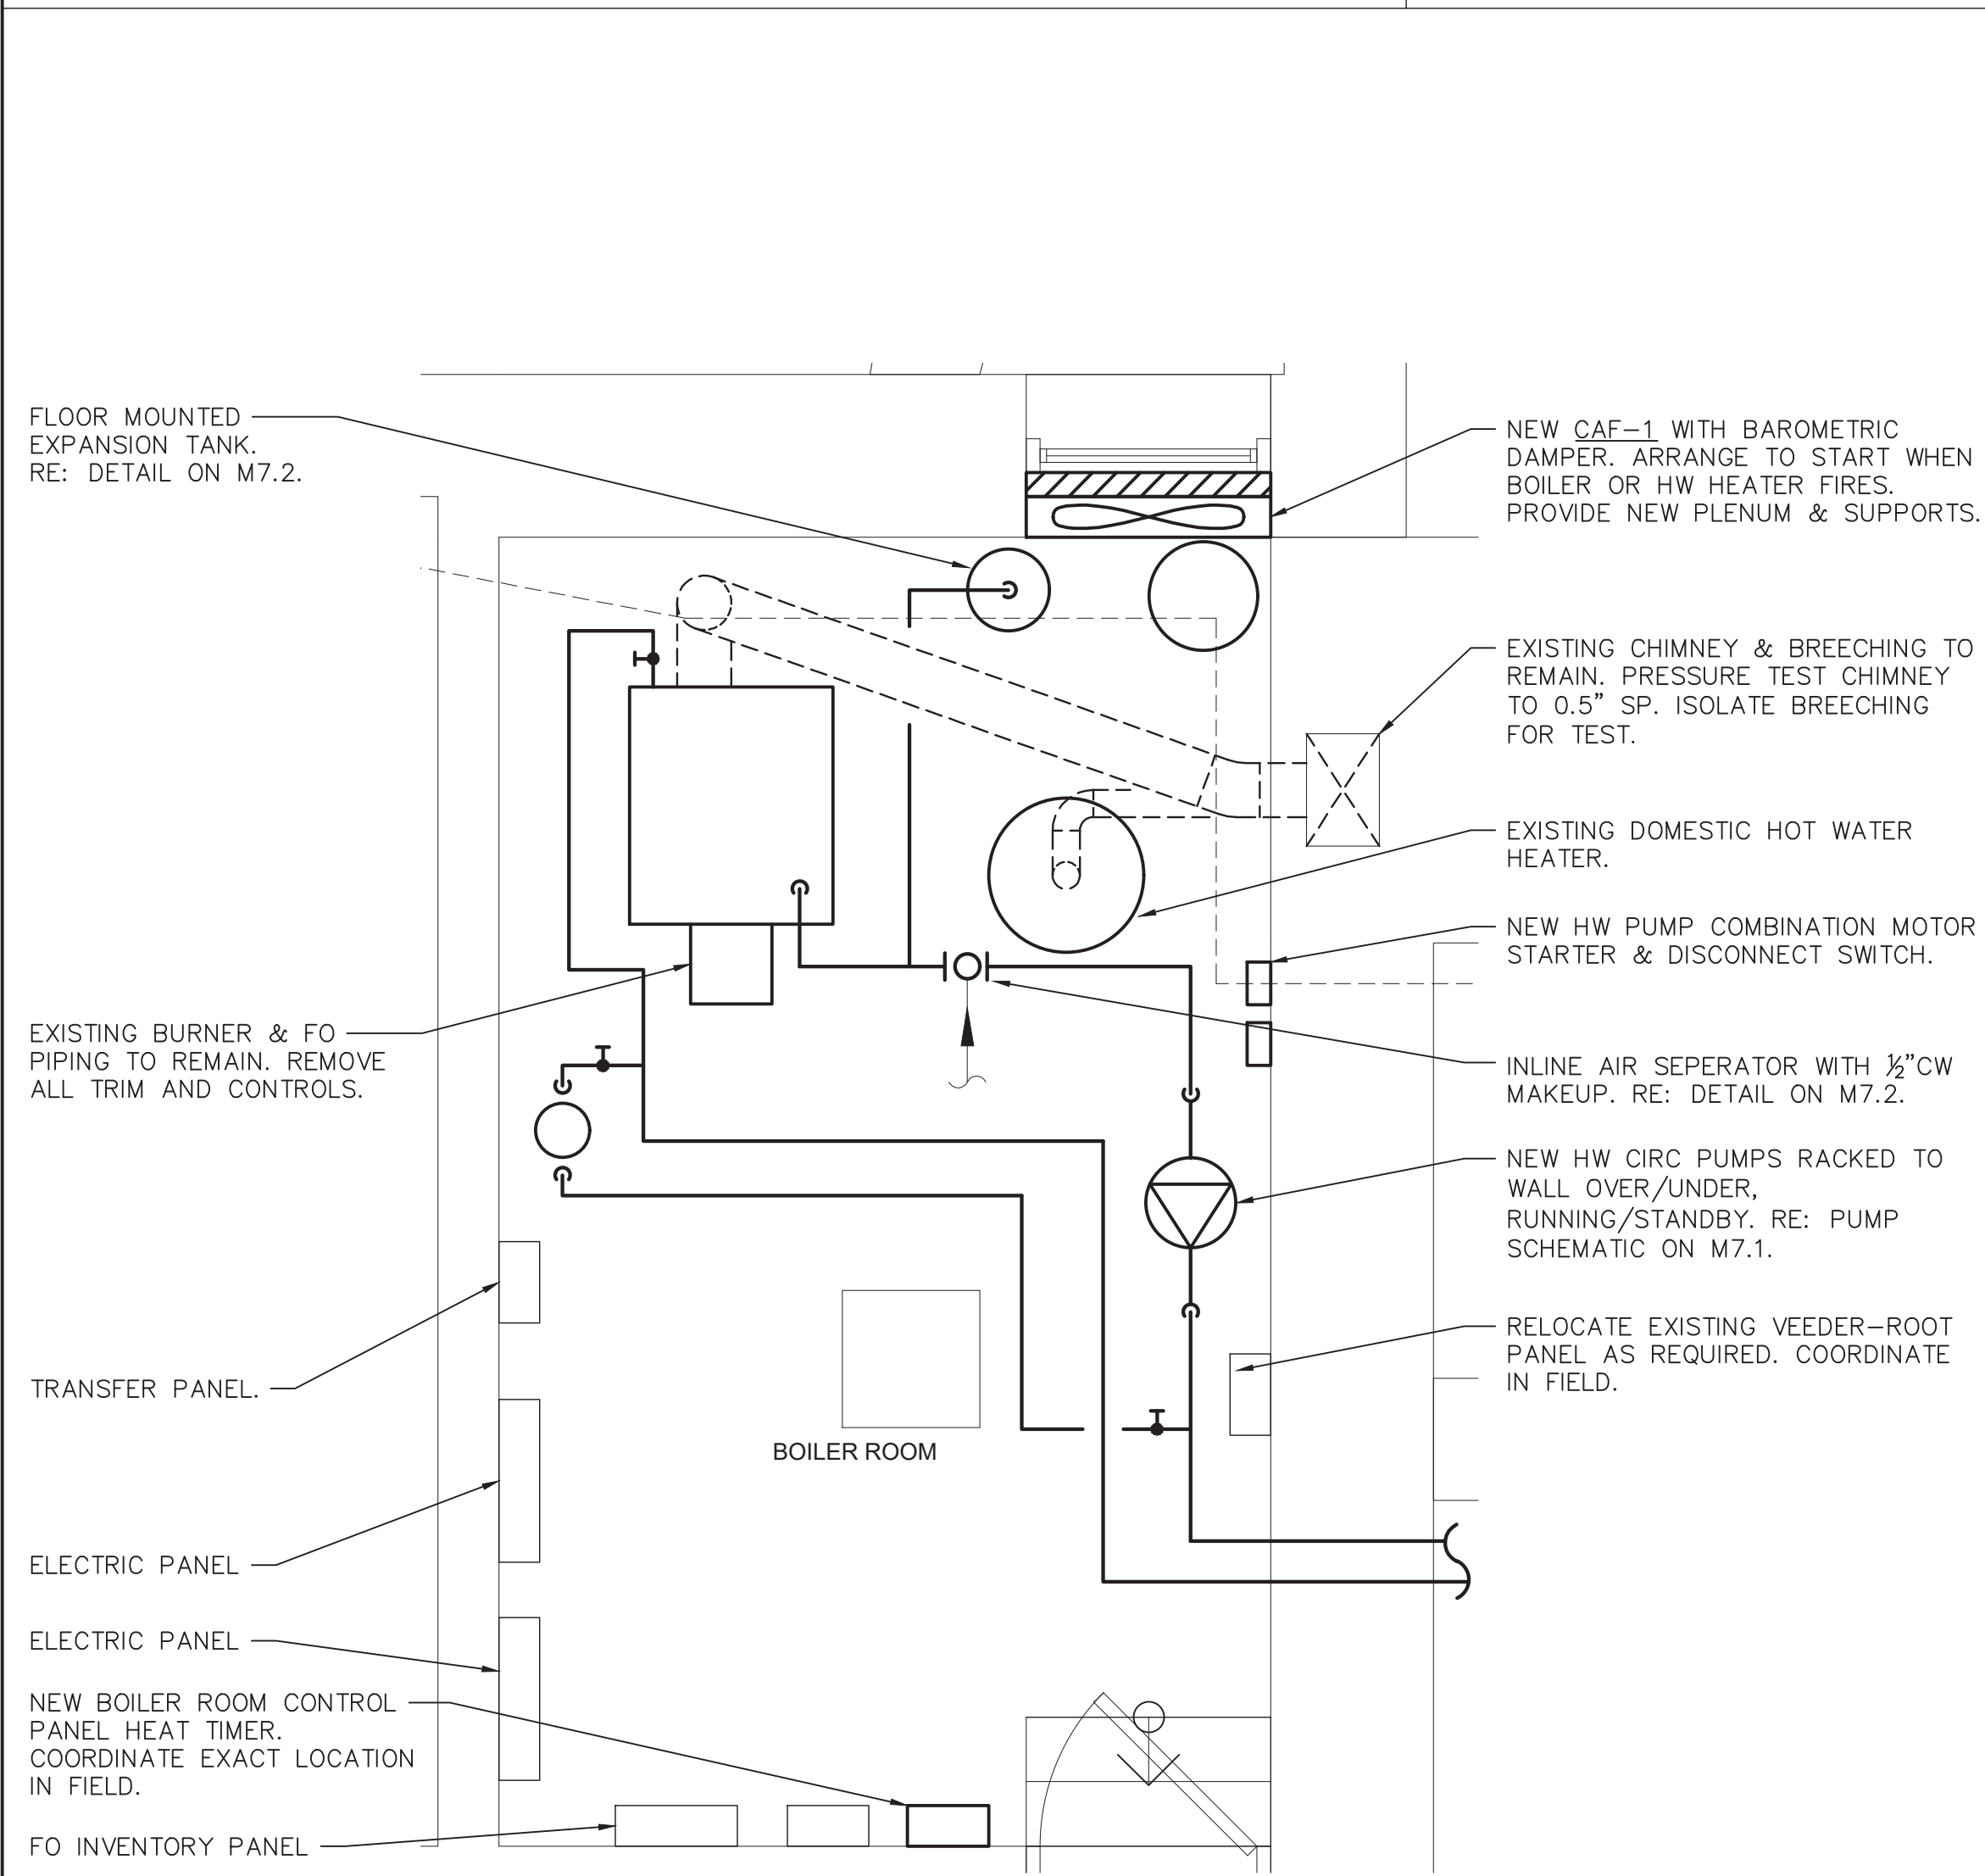 FLOOR MOUNTED
EXPANSION TANK.
RE: DETAIL ON M7.2.
EXISTING BURNER & FO
PIPING TO REMAIN. REMOVE
ALL TRIM AND CONTROLS.
TRANSFER PANEL.
ELECTRIC PANEL
ELECTRIC PANEL
NEW BOILER ROOM CONTROL
PANEL HEAT TIMER.
COORDINATE EXACT LOCATION
IN FIELD.
FO INVENTORY PANEL
BOILER ROOM
NEW CAF-1 WITH BAROMETRIC
DAMPER. ARRANGE TO START WHEN
BOILER OR HW HEATER FIRES.
PROVIDE NEW PLENUM & SUPPORTS.
EXISTING CHIMNEY & BREECHING TO
REMAIN. PRESSURE TEST CHIMNEY
TO 0.5" SP. ISOLATE BREECHING
FOR TEST.
EXISTING DOMESTIC HOT WATER
HEATER.
NEW HW PUMP COMBINATION MOTOR
STARTER & DISCONNECT SWITCH.
INLINE AIR SEPERATOR WITH ½"CW
MAKEUP. RE: DETAIL ON M7.2.
NEW HW CIRC PUMPS RACKED TO
WALL OVER/UNDER,
RUNNING/STANDBY. RE: PUMP
SCHEMATIC ON M7.1.
RELOCATE EXISTING VEEDER-ROOT
PANEL AS REQUIRED. COORDINATE
IN FIELD.